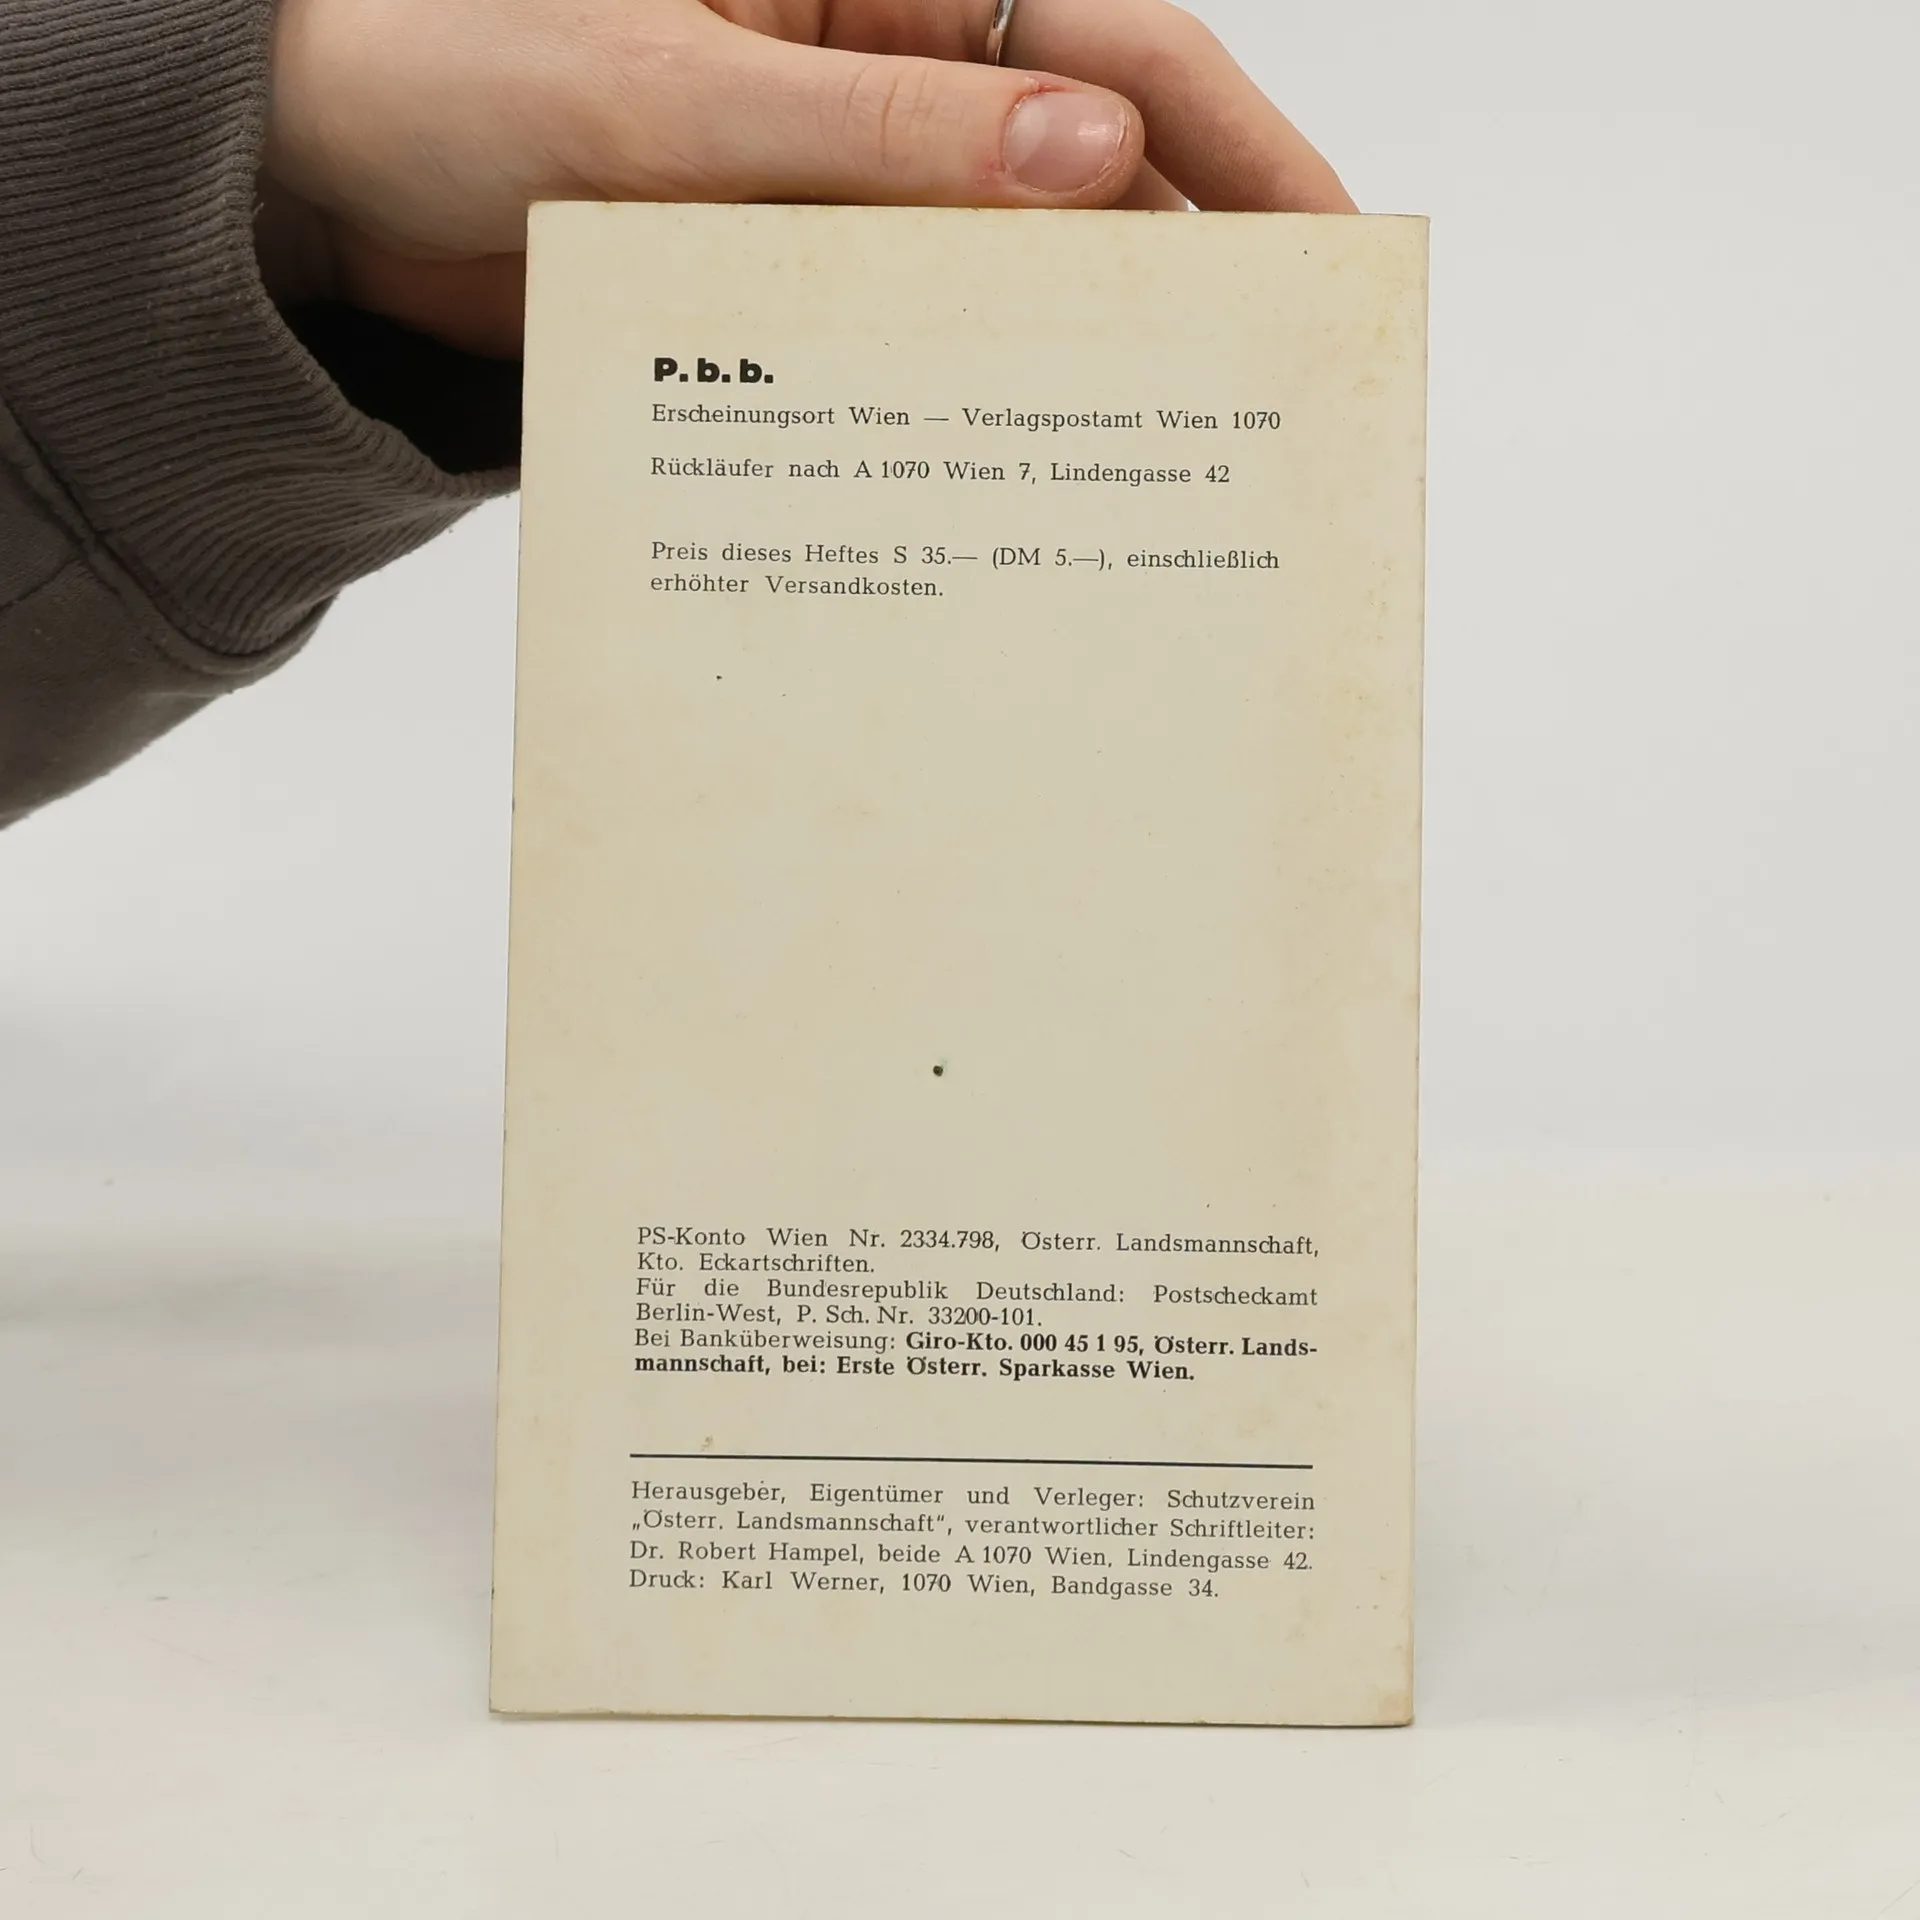 P. b. b.
Erscheinungsort Wien — Verlagspostamt Wien 1070
Rückläufer nach A 1070 Wien 7, Lindengasse 42
Preis dieses Heftes S 35.— (DM 5.—), einschließlich
erhöhter Versandkosten.
PS-Konto Wien Nr. 2334.798, Österr. Landsmannschaft,
Kto. Eckartschriften.
Für die Bundesrepublik Deutschland: Postscheckamt
Berlin-West, P. Sch. Nr. 33200-101.
Bei Banküberweisung: Giro-Kto. 000 45 1 95, Österr. Lands-
mannschaft, bei: Erste Österr. Sparkasse Wien.
Herausgeber, Eigentümer und Verleger: Schutzverein
„Österr. Landsmannschaft", verantwortlicher Schriftleiter:
Dr. Robert Hampel, beide A 1070 Wien, Lindengasse 42.
Druck: Karl Werner, 1070 Wien, Bandgasse 34.